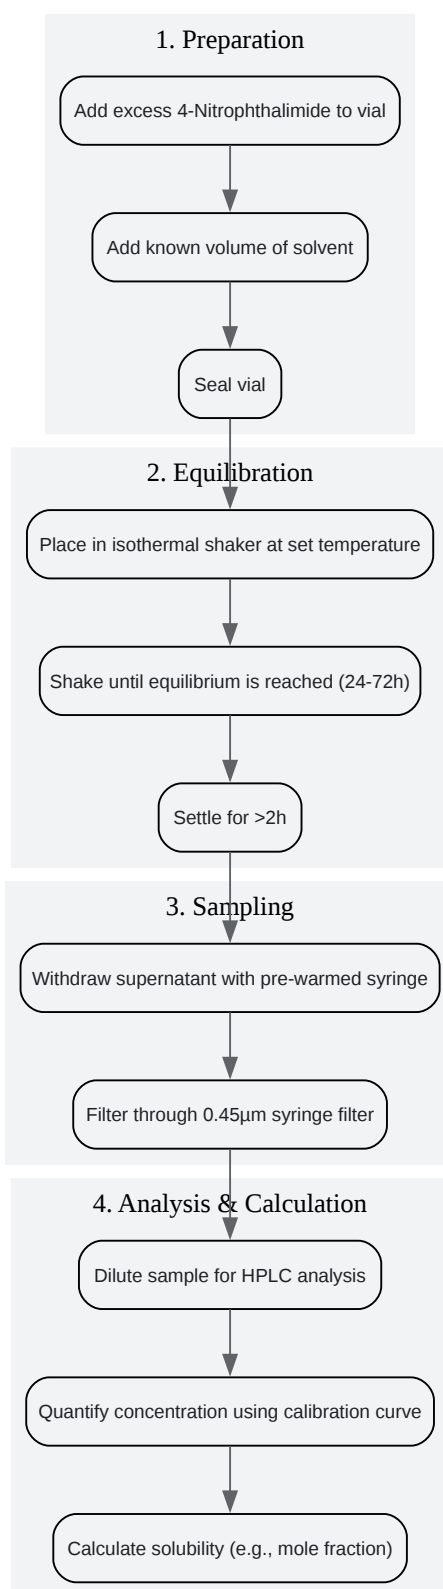 1. Preparation
Add excess 4-Nitrophthalimide to vial
Add known volume of solvent
Seal vial
2. Equilibration
Place in isothermal shaker at set temperature
Shake until equilibrium is reached (24-72h)
Settle for >2h
3. Sampling
Withdraw supernatant with pre-warmed syringe
Filter through 0.45µm syringe filter
4. Analysis & Calculation
Dilute sample for HPLC analysis
Quantify concentration using calibration curve
Calculate solubility (e.g., mole fraction)